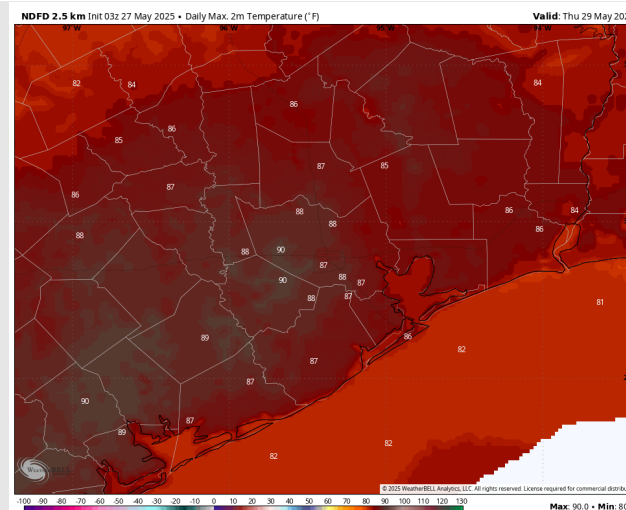 NDFD 2.5 km Init 03z 27 May 2025 • Daily Max. 2m Temperature (°F)
Valid: Thu 29 May 202
97 W 96 W 95 W 94 W
82 84 84
86
85 86
87 85
86 87
88 86 84
88 88 86
88 90
87
90 88 87
88 87
81
89 86
82
87
87
90
87
89
82
82
WeatherBELL
© 2025 WeatherBELL Analytics, LLC. All rights reserved. License required for commercial distribu
-100 -90 -80 -70 -60 -50 -40 -30 -20 -10 0 10 20 30 40 50 60 70 80 90 100 110 120 130
Max: 90.0 • Min: 80